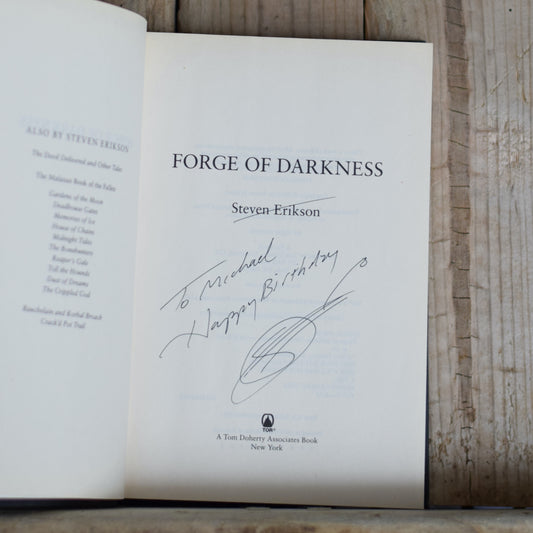 ALSO BY STEVEN ERIKSON
The Devil Delivered and Other Tales
The Malazan Book of the Fallen
Gardens of the Moon
Deadhouse Gates
Memories of Ice
House of Chains
Midnight Tides
The Bonehunters
Reaper's Gale
Toll the Hounds
Dust of Dreams
The Crippled God
Bauchelain and Korbal Broach
Crack'd Pot Trail
FORGE OF DARKNESS
Steven Erikson
To Michael
Happy Birthday
TOR®
A Tom Doherty Associates Book
New York